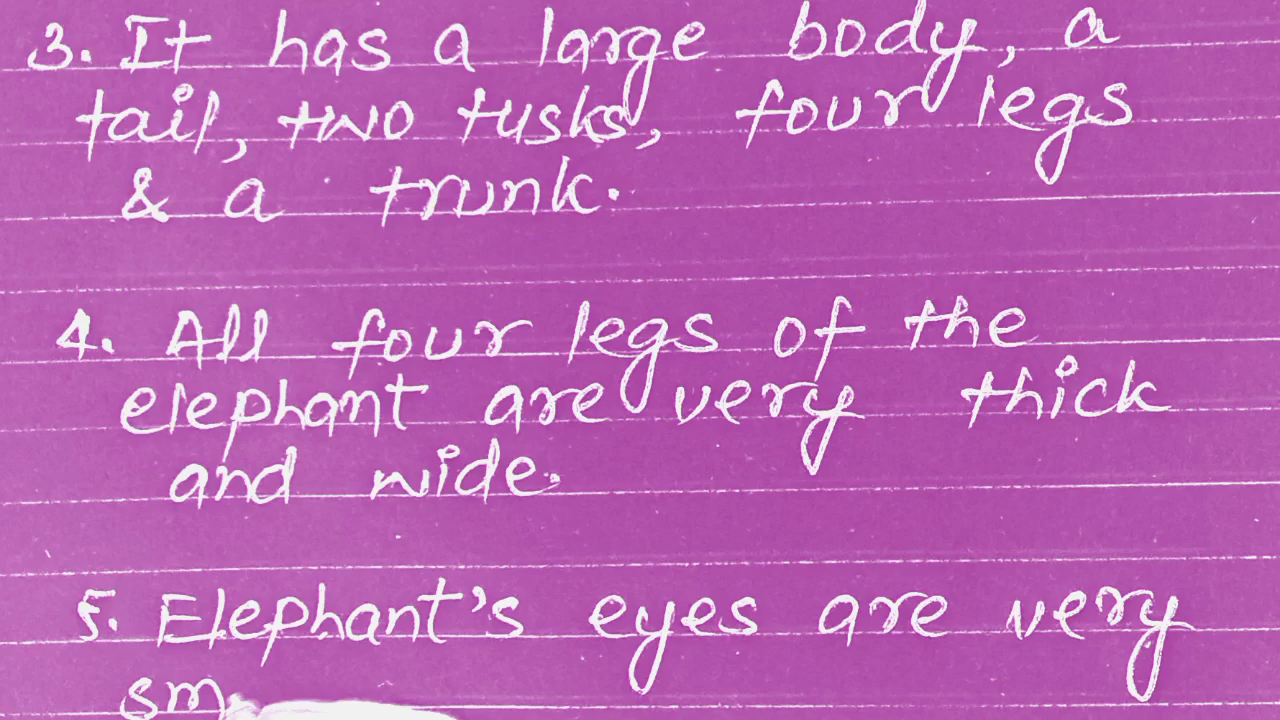 3. It has a large body, a
tail, two tusks, four legs
& a trunk.
4. All four legs of the
elephant are very thick
and wide.
5. Elephant's eyes are very
sm